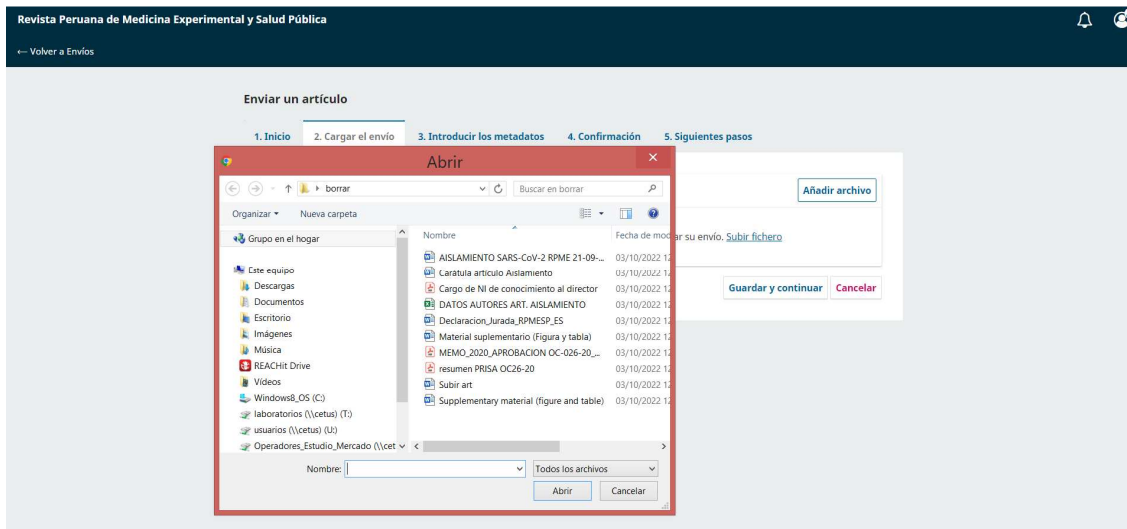 Revista Peruana de Medicina Experimental y Salud Pública
← Volver a Envíos
Enviar un artículo
1. Inicio 2. Cargar el envío 3. Introducir los metadatos 4. Confirmación 5. Siguientes pasos
Abrir
borrar
Buscar en borrar
Añadir archivo
Organizar Nueva carpeta
ar su envío. Subir fichero
Guardar y continuar Cancelar
Grupo en el hogar
Este equipo
Descargas
Documentos
Escritorio
Imágenes
Música
REACHit Drive
Vídeos
Windows8_OS (C:)
laboratorios (\\cetus) (T:)
usuarios (\\cetus) (U:)
Operadores_Estudio_Mercado (\\cet
Nombre Fecha de mod
AISLAMIENTO SARS-CoV-2 RPME 21-09-... 03/10/2022 12
Caratula articulo Aislamiento 03/10/2022 12
Cargo de NI de conocimiento al director 03/10/2022 12
DATOS AUTORES ART. AISLAMIENTO 03/10/2022 12
Declaracion_Jurada_RPMESP_ES 03/10/2022 12
Material suplementario (Figura y tabla) 03/10/2022 12
MEMO_2020_APROBACION OC-026-20_... 03/10/2022 12
resumen PRISA OC26-20 03/10/2022 12
Subir art 03/10/2022 12
Supplementary material (figure and table) 03/10/2022 12
Nombre: Todos los archivos
Abrir Cancelar